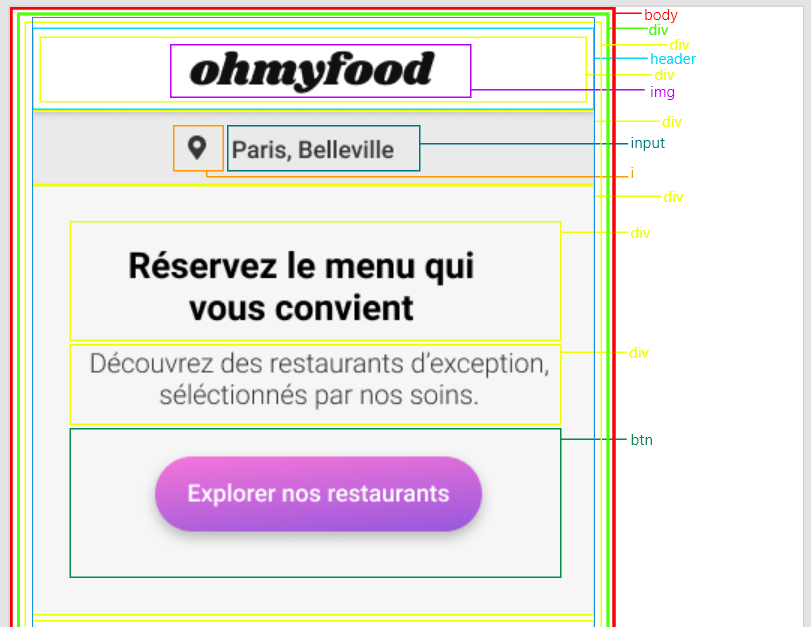 body
div
div
header
div
img
ohmyfood
div
input
Paris, Belleville
i
div
div
Réservez le menu qui
vous convient
div
Découvrez des restaurants d’exception,
séléctionnés par nos soins.
btn
Explorer nos restaurants